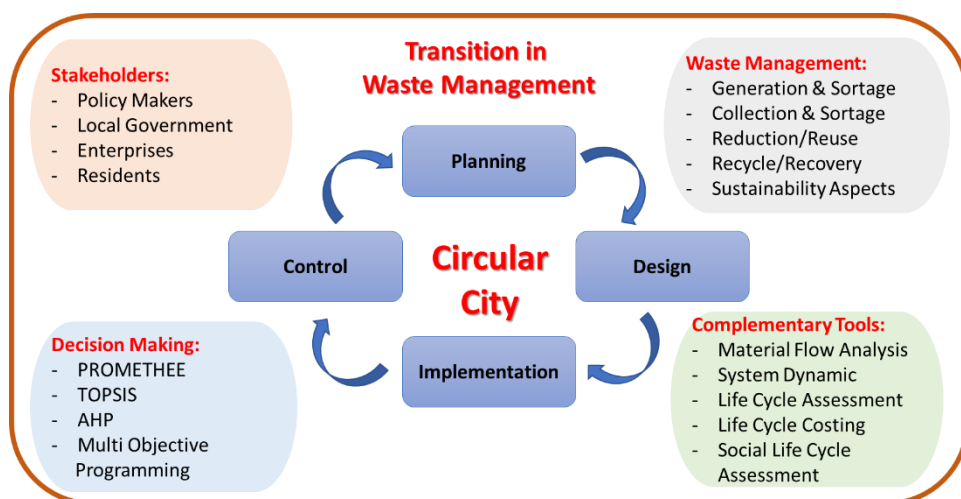 Transition in
Waste Management
Stakeholders:
- Policy Makers
- Local Government
- Enterprises
- Residents
Waste Management:
- Generation & Sortage
- Collection & Sortage
- Reduction/Reuse
- Recycle/Recovery
- Sustainability Aspects
Planning
Control
Circular
City
Design
Implementation
Decision Making:
- PROMETHEE
- TOPSIS
- AHP
- Multi Objective
Programming
Complementary Tools:
- Material Flow Analysis
- System Dynamic
- Life Cycle Assessment
- Life Cycle Costing
- Social Life Cycle
Assessment